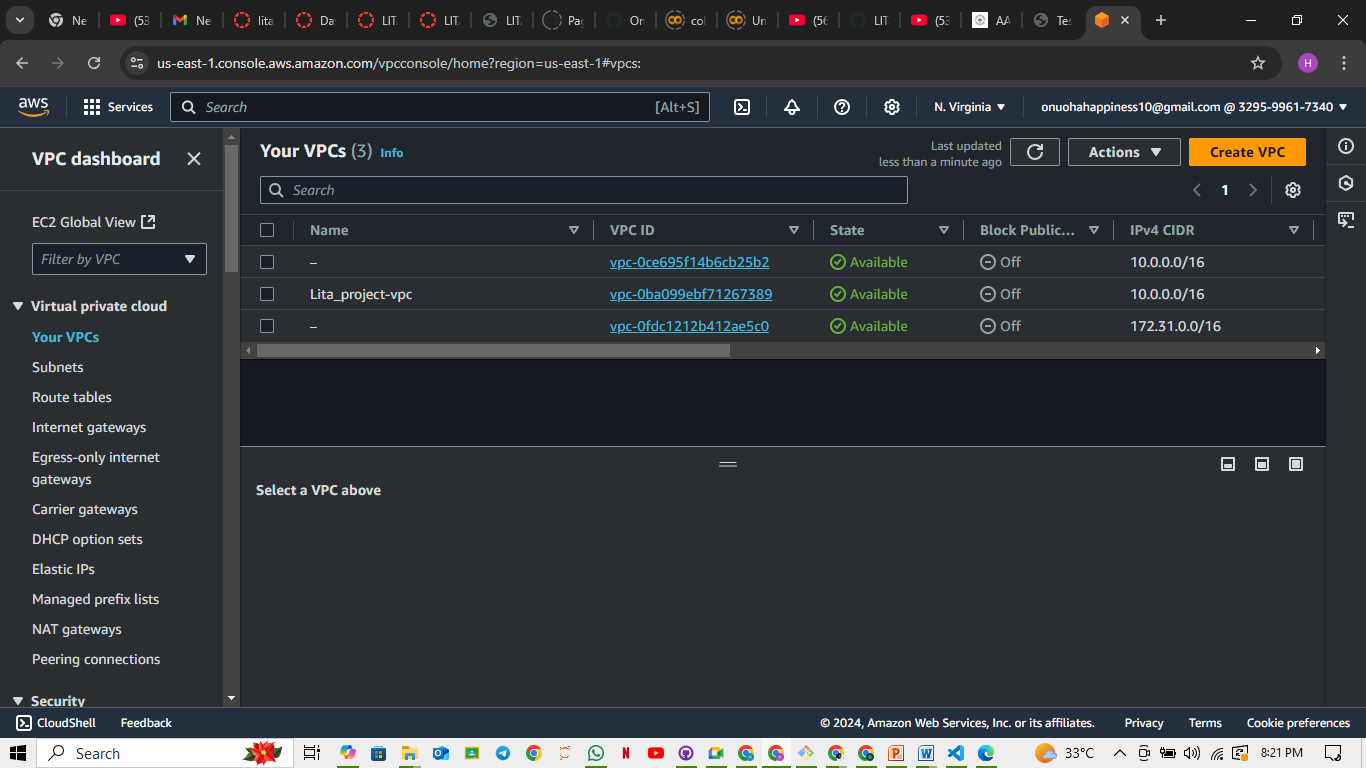 Ne
(53
Ne
lita
Da
LIT
LITA
LITA
Pag
On
co
Un
(56
LIT
(53
AA
Tes
us-east-1.console.aws.amazon.com/vpcconsole/home?region=us-east-1#vpcs:
H
aws
Services
Search
[Alt+S]
N. Virginia
onuohahappiness10@gmail.com @ 3295-9961-7340
VPC dashboard
EC2 Global View
Filter by VPC
Virtual private cloud
Your VPCs
Subnets
Route tables
Internet gateways
Egress-only internet
gateways
Carrier gateways
DHCP option sets
Elastic IPs
Managed prefix lists
NAT gateways
Peering connections
Security
Your VPCs (3) Info
Last updated
less than a minute ago
Actions
Create VPC
Search
1
Name VPC ID State Block Public... IPv4 CIDR
– vpc-0ce695f14b6cb25b2 Available Off 10.0.0.0/16
Lita_project-vpc vpc-0ba099ebf71267389 Available Off 10.0.0.0/16
– vpc-0fdc1212b412ae5c0 Available Off 172.31.0.0/16
Select a VPC above
CloudShell Feedback
© 2024, Amazon Web Services, Inc. or its affiliates. Privacy Terms Cookie preferences
Search
33°C
8:21 PM